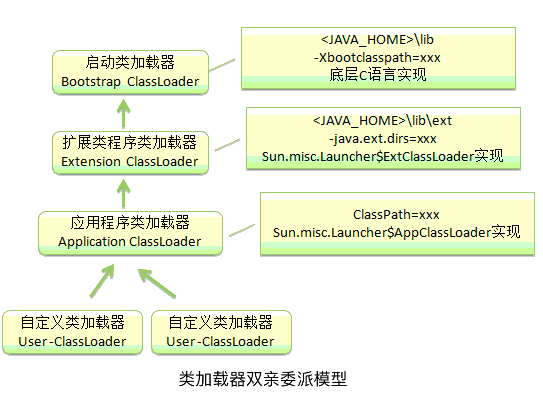 启动类加载器
Bootstrap ClassLoader
<JAVA_HOME>\lib
-Xbootclasspath=xxx
底层C语言实现
扩展类程序类加载器
Extension ClassLoader
<JAVA_HOME>\lib\ext
-java.ext.dirs=xxx
Sun.misc.Launcher$ExtClassLoader实现
应用程序类加载器
Application ClassLoader
ClassPath=xxx
Sun.misc.Launcher$AppClassLoader实现
自定义类加载器
User-ClassLoader
自定义类加载器
User-ClassLoader
类加载器双亲委派模型